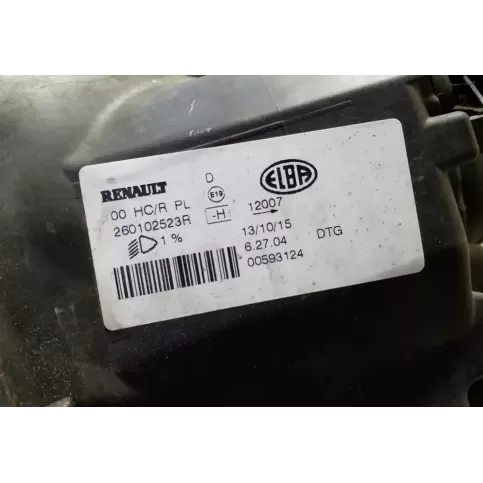 RENAULT D ELBA
00 HC/R PL E19 12007
260102523R -H 13/10/15
1 % 6.27.04 DTG
00593124